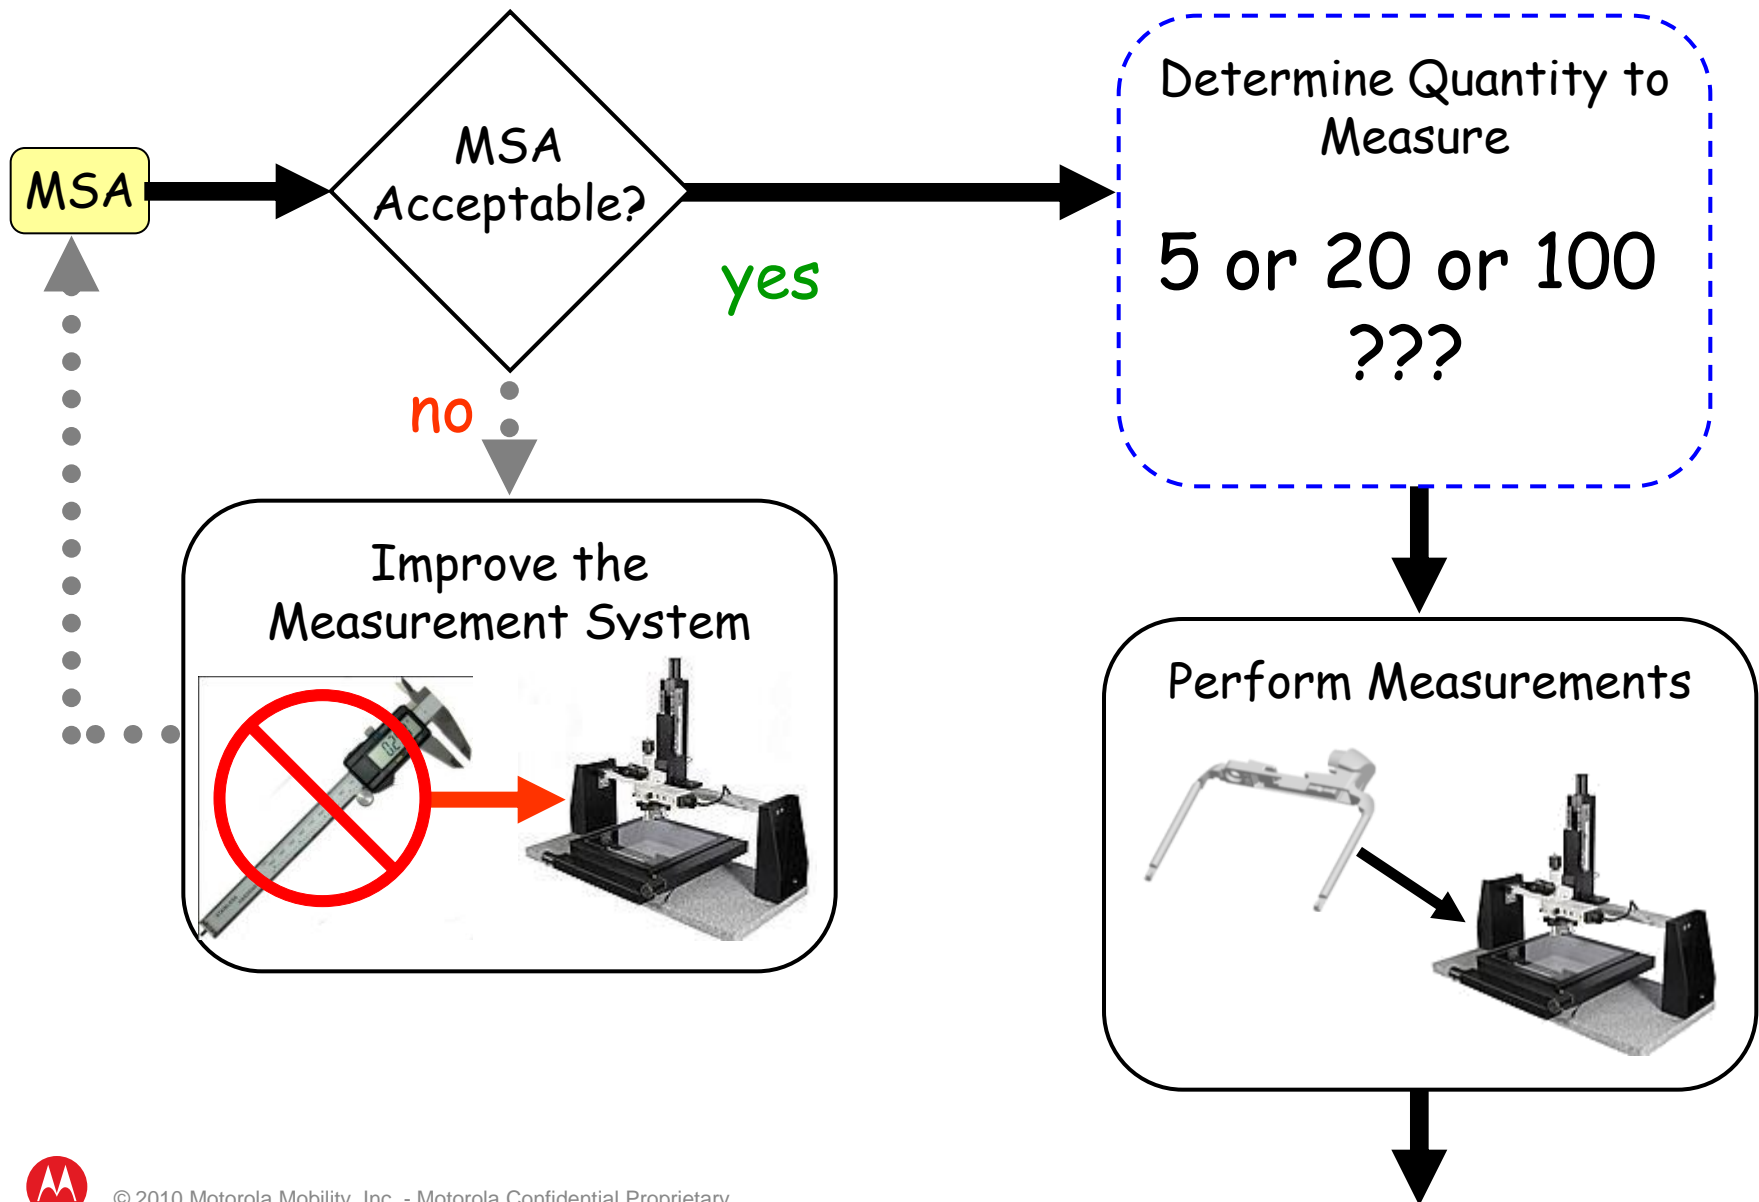 MSA
MSA
Acceptable?
yes
no
Determine Quantity to
Measure
5 or 20 or 100
???
Improve the
Measurement System
Perform Measurements
© 2010 Motorola Mobility, Inc. - Motorola Confidential Proprietary